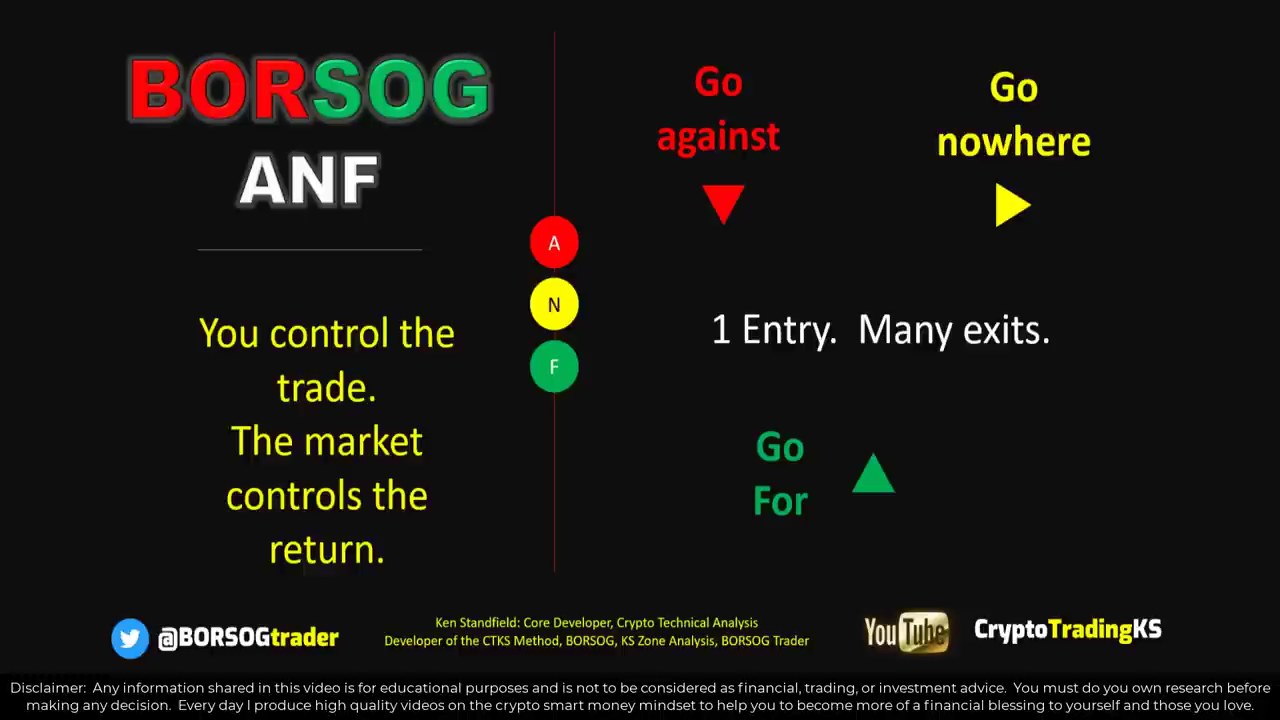 BORSOG
ANF
You control the
trade.
The market
controls the
return.
A
N
F
Go
against
Go
nowhere
1 Entry.  Many exits.
Go
For
@BORSOGtrader
Ken Standfield: Core Developer, Crypto Technical Analysis
Developer of the CTKS Method, BORSOG, KS Zone Analysis, BORSOG Trader
YouTube
CryptoTradingKS
Disclaimer:  Any information shared in this video is for educational purposes and is not to be considered as financial, trading, or investment advice.  You must do you own research before
making any decision.  Every day I produce high quality videos on the crypto smart money mindset to help you to become more of a financial blessing to yourself and those you love.